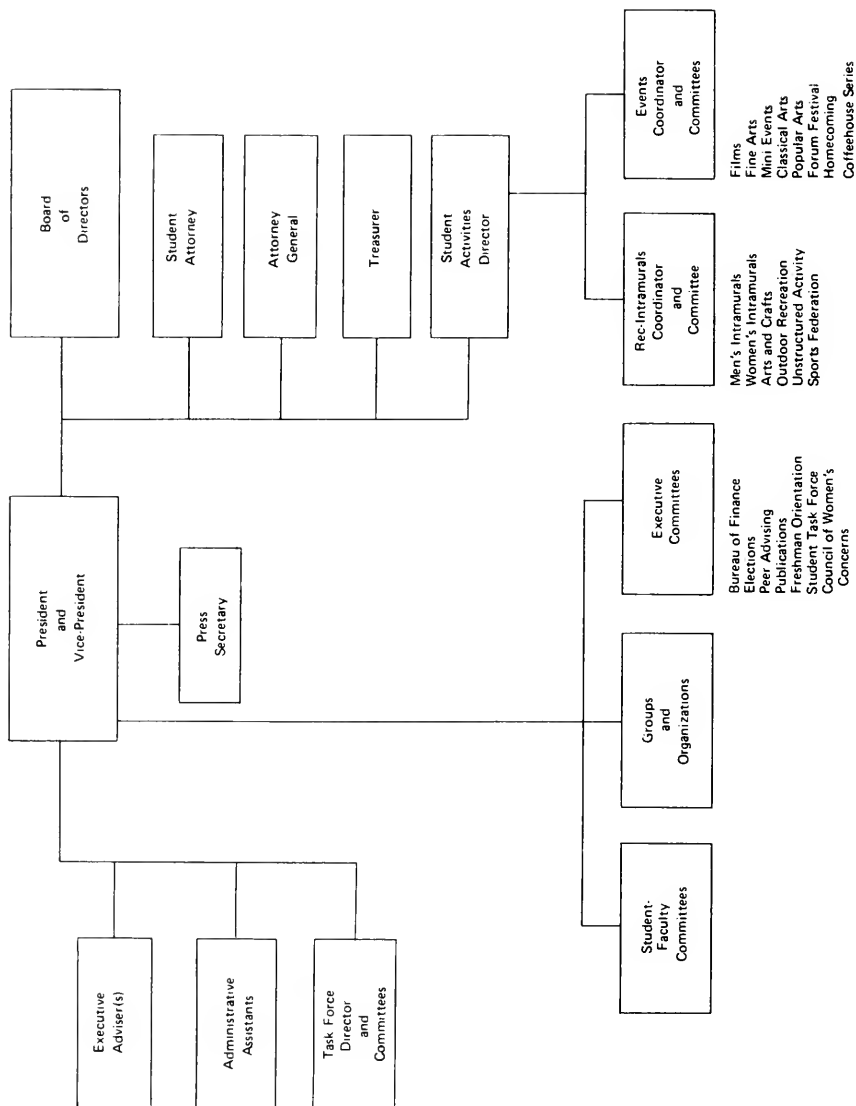 Executive
Adviser(s)
Administrative
Assistants
Task Force
Director
and
Committees
President
and
Vice-President
Press
Secretary
Board
of
Directors
Student
Attorney
Attorney
General
Treasurer
Student
Activities
Director
Student-
Faculty
Committees
Groups
and
Organizations
Executive
Committees
Bureau of Finance
Elections
Peer Advising
Publications
Freshman Orientation
Student Task Force
Council of Women's
Concerns
Rec-Intramurals
Coordinator
and
Committee
Men's Intramurals
Women's Intramurals
Arts and Crafts
Outdoor Recreation
Unstructured Activity
Sports Federation
Events
Coordinator
and
Committees
Films
Fine Arts
Mini Events
Classical Arts
Popular Arts
Forum Festival
Homecoming
Coffeehouse Series